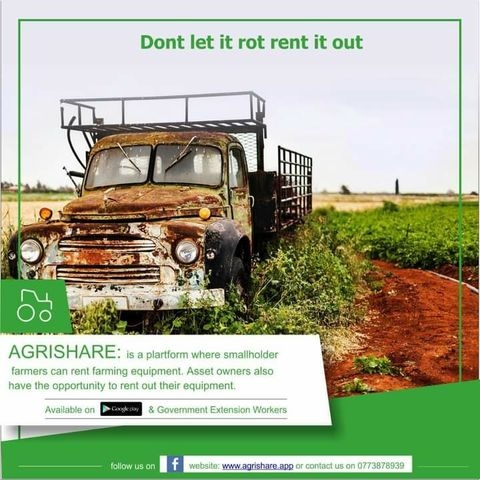 Dont let it rot rent it out
AGRISHARE: is a plartform where smallholder
farmers can rent farming equipment. Asset owners also
have the opportunity to rent out their equipment.
Available on Google play & Government Extension Workers
follow us on f website: www.agrishare.app or contact us on 0773878939